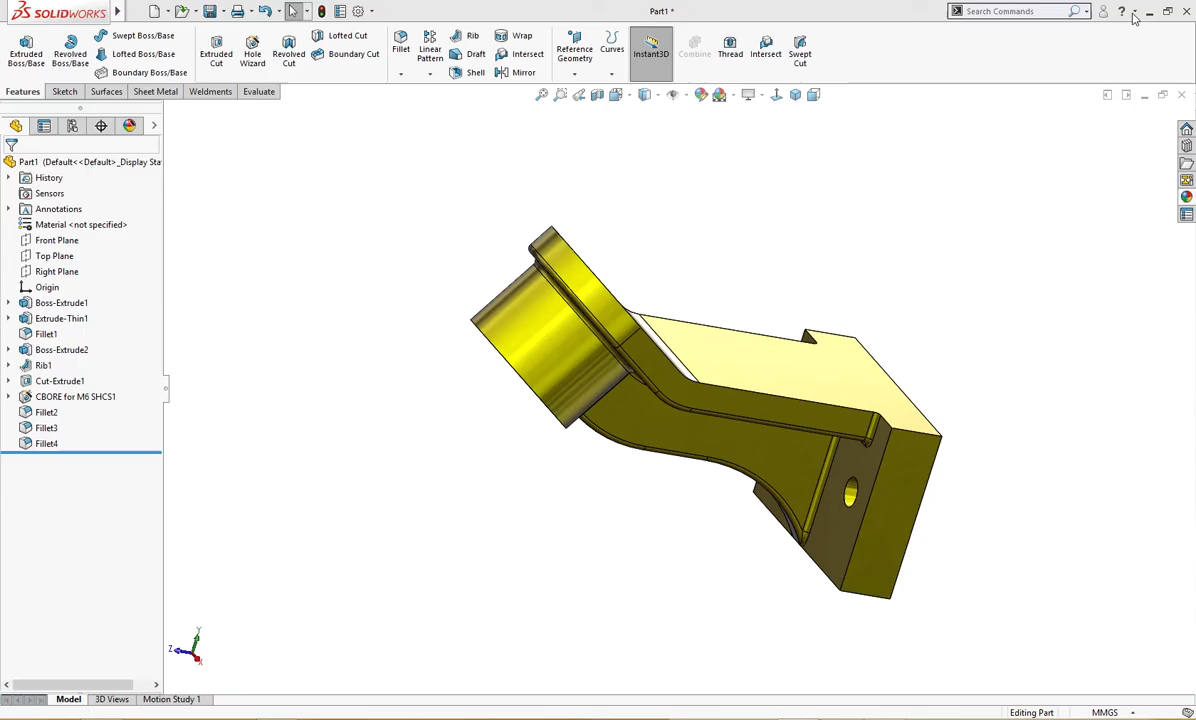 SOLIDWORKS
Part1 *
Search Commands
?
Extruded Boss/Base
Revolved Boss/Base
Swept Boss/Base
Lofted Boss/Base
Boundary Boss/Base
Extruded Cut
Hole Wizard
Revolved Cut
Lofted Cut
Boundary Cut
Fillet
Linear Pattern
Rib
Draft
Shell
Wrap
Intersect
Mirror
Reference Geometry
Curves
Instant3D
Combine
Thread
Intersect
Swept Cut
Features
Sketch
Surfaces
Sheet Metal
Weldments
Evaluate
Part1 (Default<<Default>_Display Sta
History
Sensors
Annotations
Material <not specified>
Front Plane
Top Plane
Right Plane
Origin
Boss-Extrude1
Extrude-Thin1
Fillet1
Boss-Extrude2
Rib1
Cut-Extrude1
CBORE for M6 SHCS1
Fillet2
Fillet3
Fillet4
Y
Z
X
Model
3D Views
Motion Study 1
Editing Part
MMGS